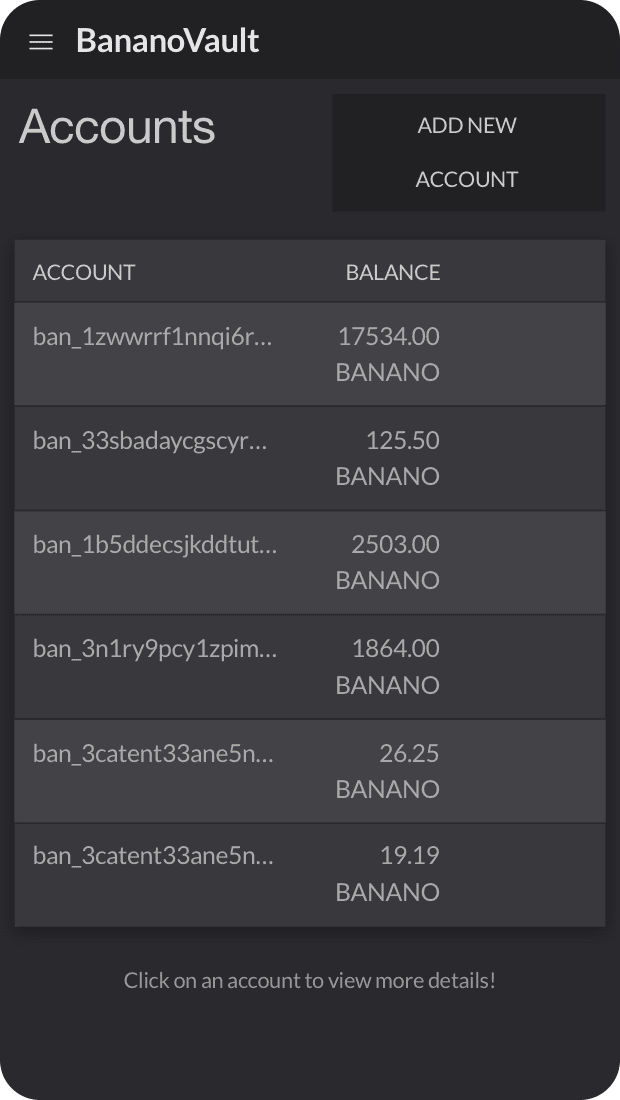 BananoVault
Accounts
ADD NEW
ACCOUNT
ACCOUNT BALANCE
ban_1zwwrrf1nnqi6r... 17534.00
BANANO
ban_33sbadaycgscyr... 125.50
BANANO
ban_1b5ddecsjkddtut... 2503.00
BANANO
ban_3n1ry9pcy1zpim... 1864.00
BANANO
ban_3catent33ane5n... 26.25
BANANO
ban_3catent33ane5n... 19.19
BANANO
Click on an account to view more details!